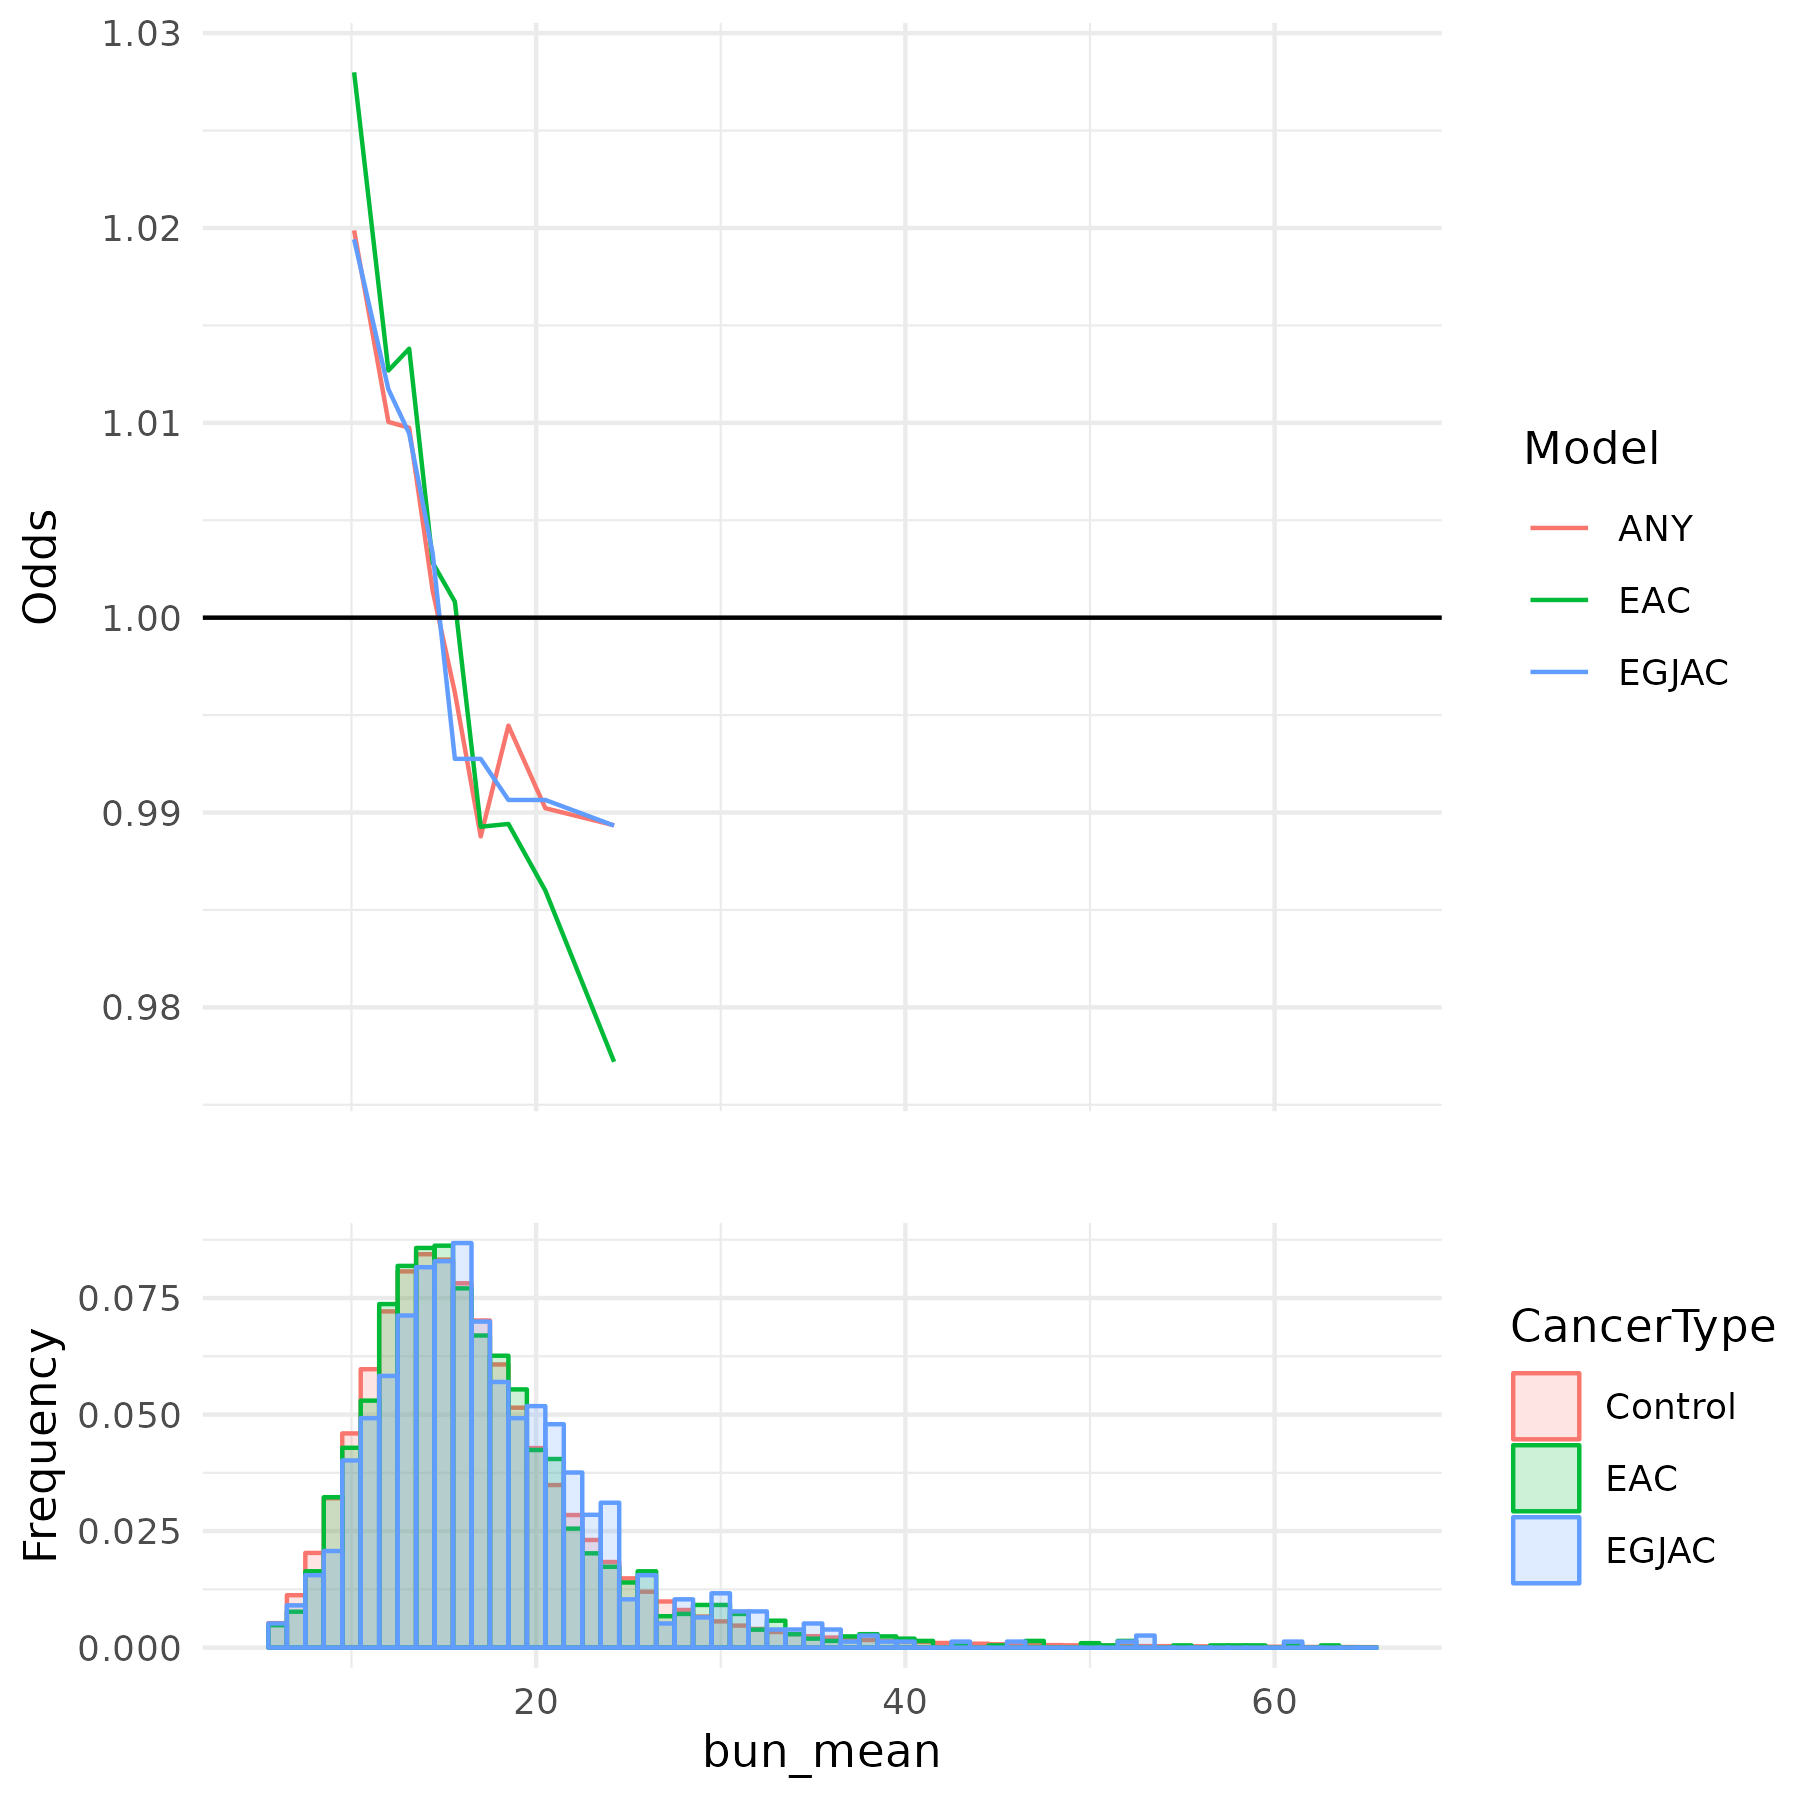 1.03
1.02
1.01
1.00
0.99
0.98
Odds
Model
ANY
EAC
EGJAC
0.075
0.050
0.025
0.000
Frequency
20 40 60
bun_mean
CancerType
Control
EAC
EGJAC